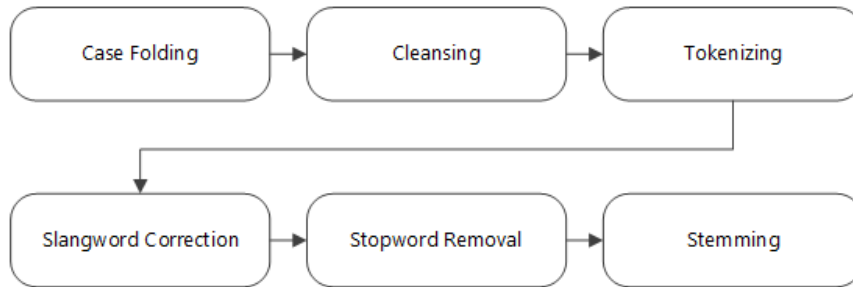 Case Folding
Cleansing
Tokenizing
Slangword Correction
Stopword Removal
Stemming